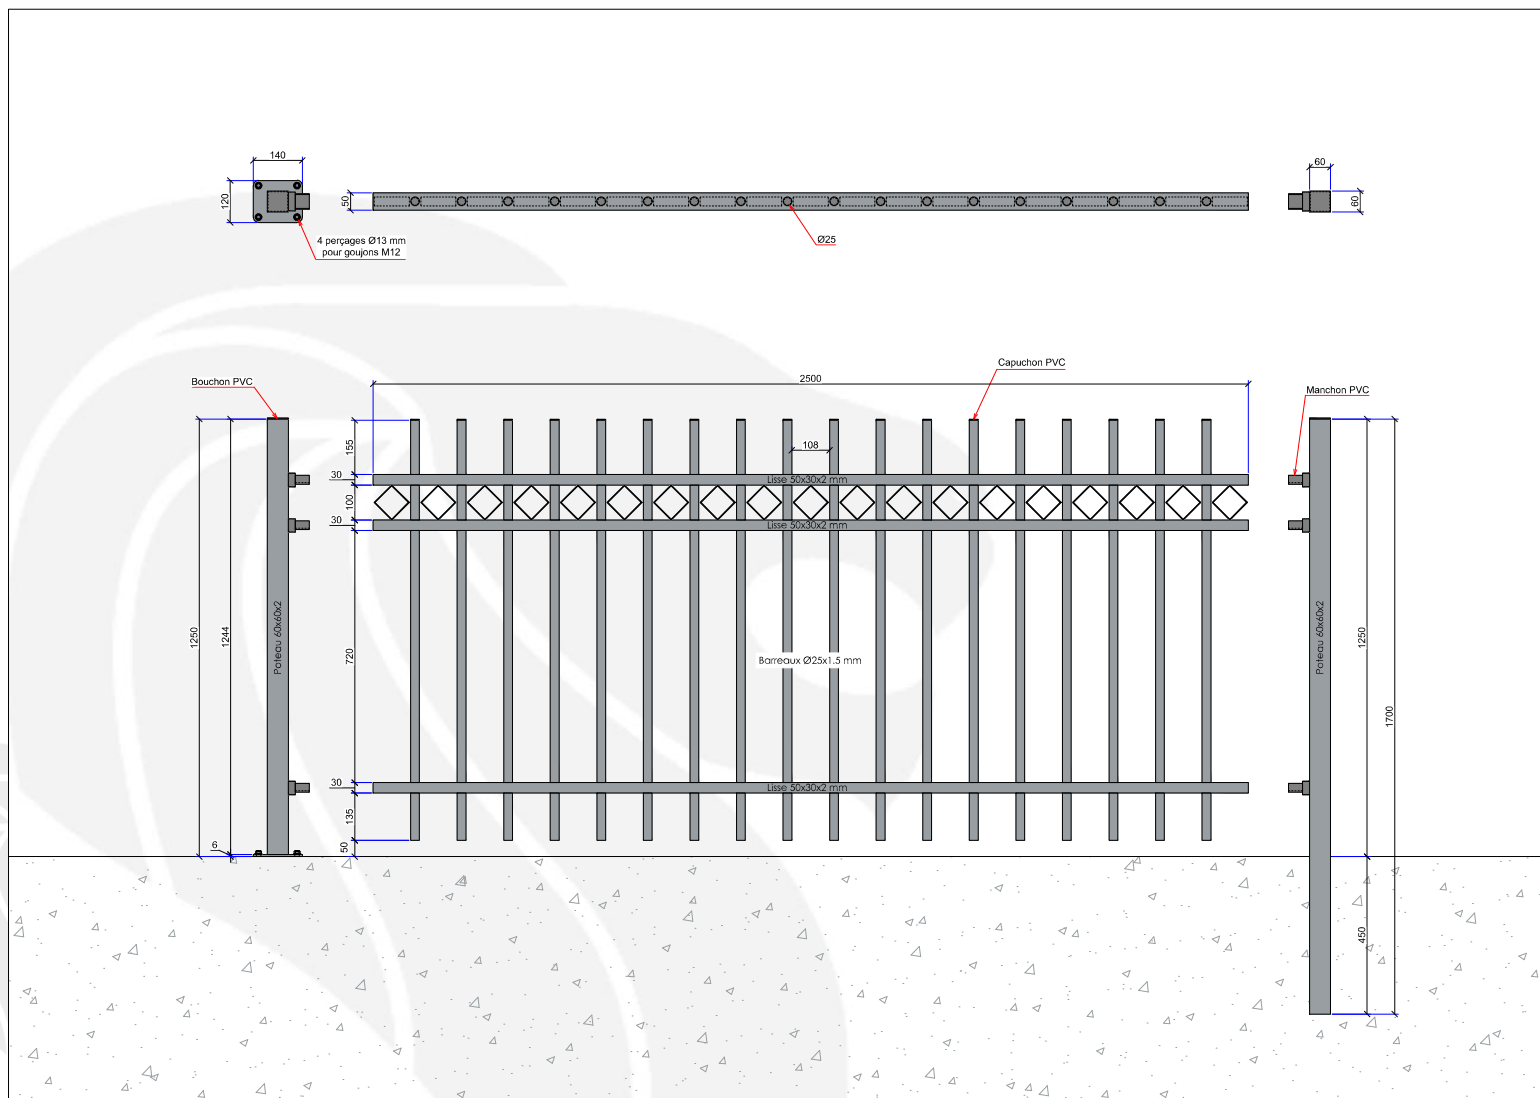 140
120
4 perçages Ø13 mm
pour goujons M12
50
Ø25
60
60
Bouchon PVC
2500
Capuchon PVC
Manchon PVC
155
108
30
Lisse 50x30x2 mm
100
30
Lisse 50x30x2 mm
1250
1244
Poteau 60x60x2
720
Barreaux Ø25x1.5 mm
Poteau 60x60x2
1250
1700
30
Lisse 50x30x2 mm
135
6
50
450